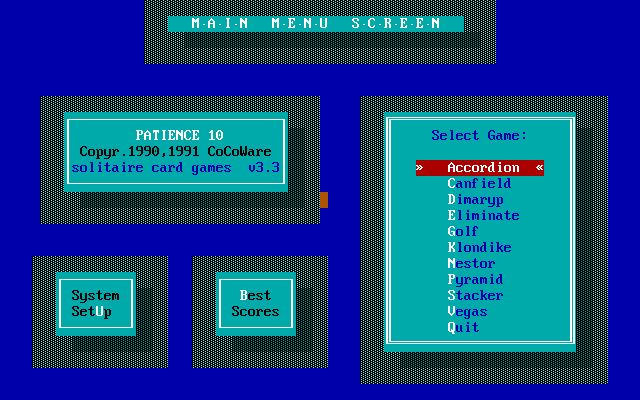 M·A·I·N M·E·N·U S·C·R·E·E·N
PATIENCE 10
Copyr.1990,1991 CoCoWare
solitaire card games v3.3
System
SetUp
Best
Scores
Select Game:
» Accordion «
Canfield
Dimaryp
Eliminate
Golf
Klondike
Nestor
Pyramid
Stacker
Vegas
Quit